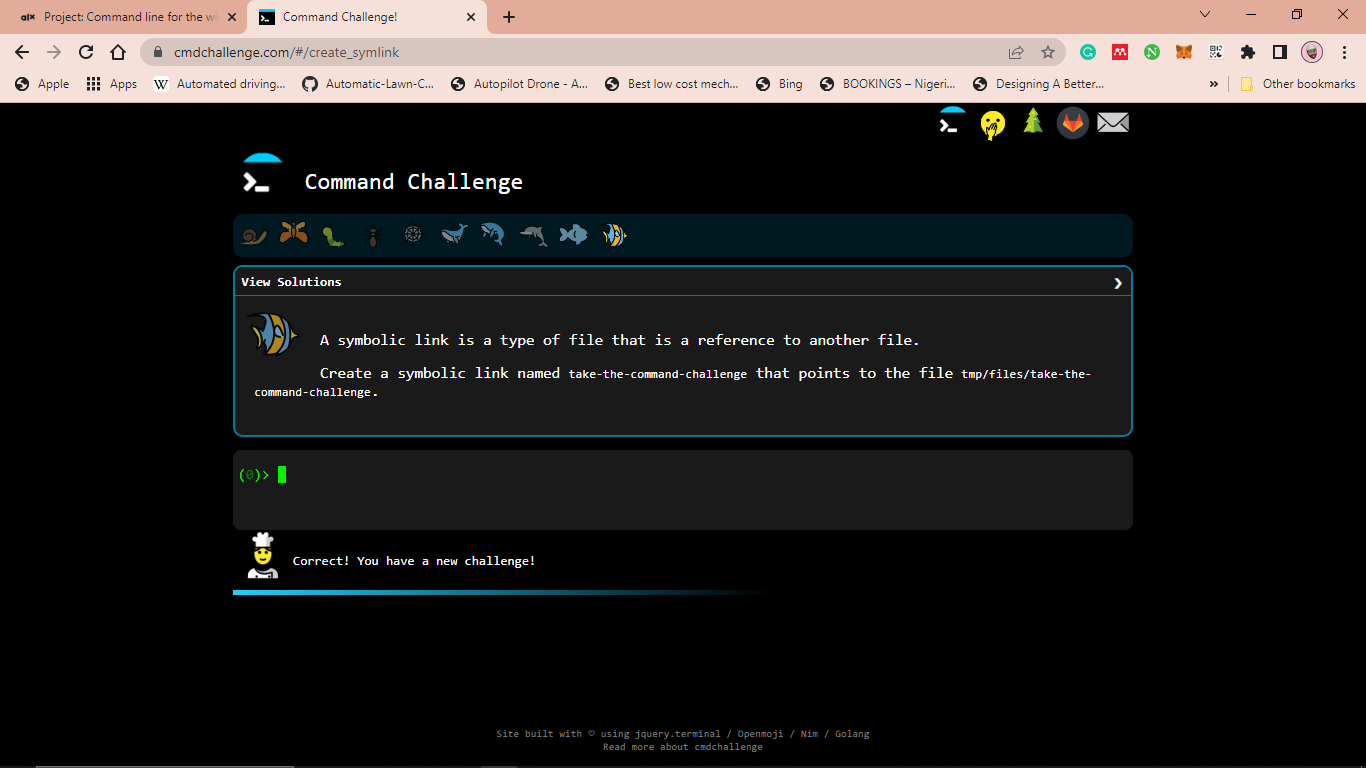 alx Project: Command line for the wi
Command Challenge!
cmdchallenge.com/#/create_symlink
Apple
Apps
W Automated driving...
Automatic-Lawn-C...
Autopilot Drone - A...
Best low cost mech...
Bing
BOOKINGS – Nigeri...
Designing A Better...
»
Other bookmarks
Command Challenge
View Solutions
A symbolic link is a type of file that is a reference to another file.
Create a symbolic link named take-the-command-challenge that points to the file tmp/files/take-the-
command-challenge.
(0)>
Correct! You have a new challenge!
Site built with ♡ using jquery.terminal / Openmoji / Nim / Golang
Read more about cmdchallenge